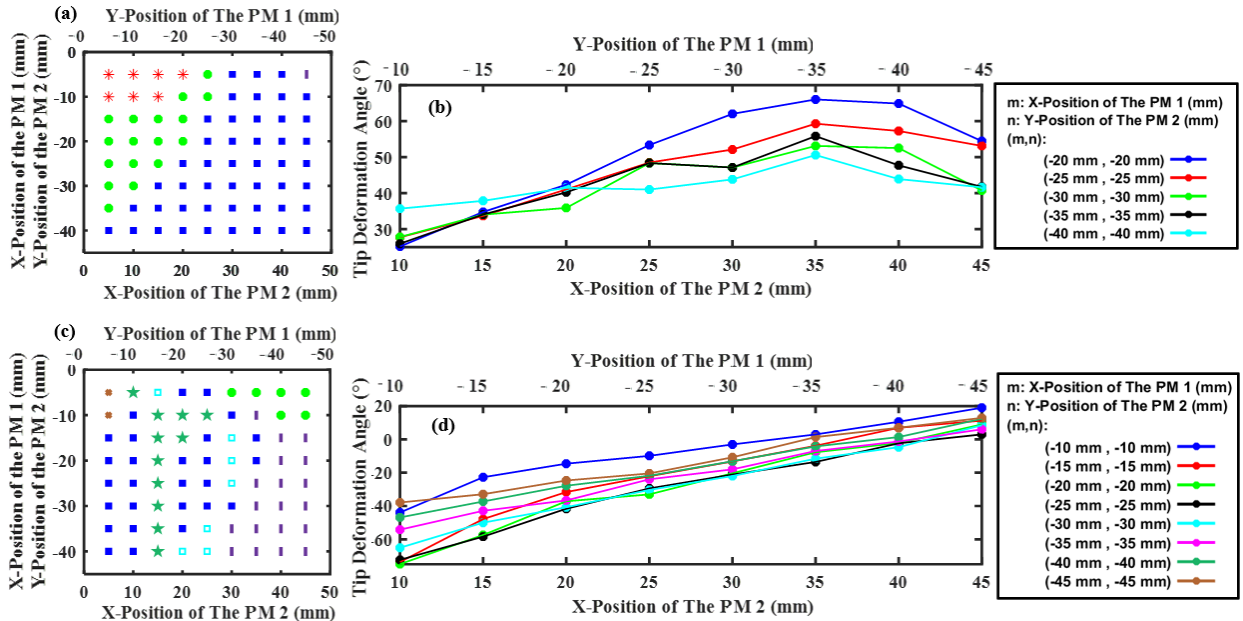 (a)
Y-Position of The PM 1 (mm)
-0 -10 -20 -30 -40 -50
X-Position of the PM 1 (mm)
Y-Position of the PM 2 (mm)
0
-10
-20
-30
-40
0 10 20 30 40 50
X-Position of The PM 2 (mm)
Y-Position of The PM 1 (mm)
-10 -15 -20 -25 -30 -35 -40 -45
(b)
Tip Deformation Angle (°)
70
60
50
40
30
10 15 20 25 30 35 40 45
X-Position of The PM 2 (mm)
m: X-Position of The PM 1 (mm)
n: Y-Position of The PM 2 (mm)
(m,n):
(-20 mm , -20 mm)
(-25 mm , -25 mm)
(-30 mm , -30 mm)
(-35 mm , -35 mm)
(-40 mm , -40 mm)
(c)
Y-Position of The PM 1 (mm)
-0 -10 -20 -30 -40 -50
X-Position of The PM 1 (mm)
Y-Position of The PM 2 (mm)
0
-10
-20
-30
-40
0 10 20 30 40 50
X-Position of The PM 2 (mm)
Y-Position of The PM 1 (mm)
-10 -15 -20 -25 -30 -35 -40 -45
(d)
Tip Deformation Angle (°)
20
0
-20
-40
-60
10 15 20 25 30 35 40 45
X-Position of The PM 2 (mm)
m: X-Position of The PM 1 (mm)
n: Y-Position of The PM 2 (mm)
(m,n):
(-10 mm , -10 mm)
(-15 mm , -15 mm)
(-20 mm , -20 mm)
(-25 mm , -25 mm)
(-30 mm , -30 mm)
(-35 mm , -35 mm)
(-40 mm , -40 mm)
(-45 mm , -45 mm)